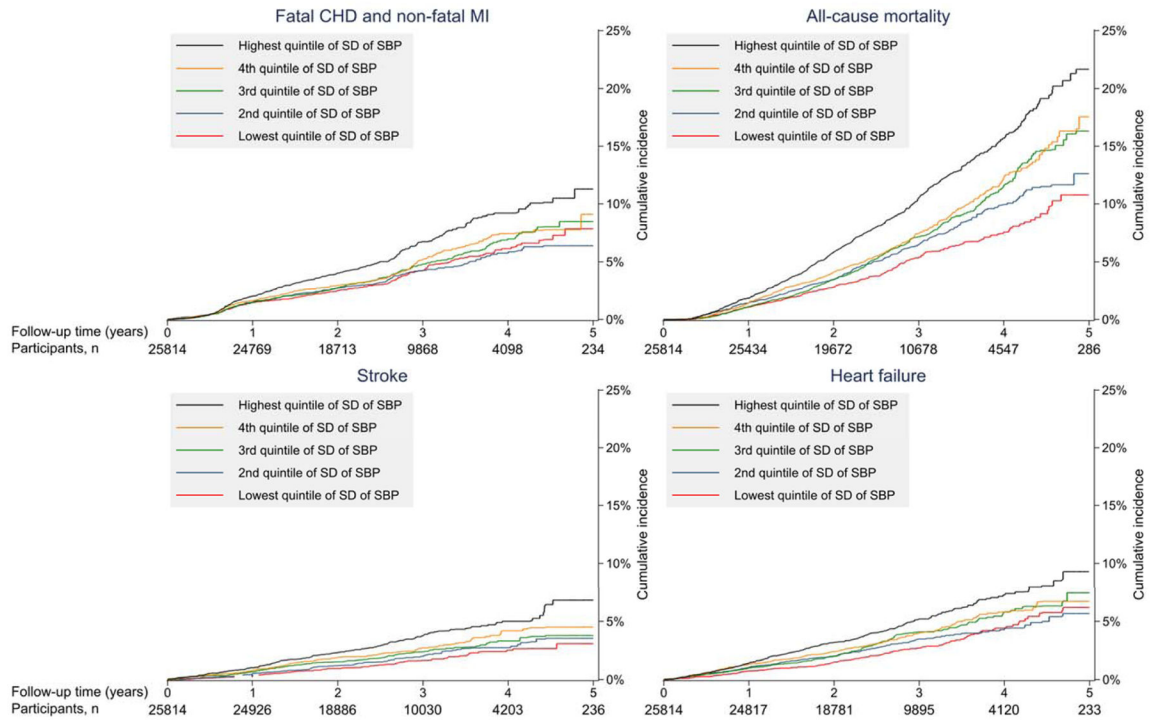 Fatal CHD and non-fatal MI
Highest quintile of SD of SBP
4th quintile of SD of SBP
3rd quintile of SD of SBP
2nd quintile of SD of SBP
Lowest quintile of SD of SBP
25%
20%
15%
10%
5%
0%
Cumulative incidence
Follow-up time (years) 0 1 2 3 4 5
Participants, n 25814 24769 18713 9868 4098 234
All-cause mortality
Highest quintile of SD of SBP
4th quintile of SD of SBP
3rd quintile of SD of SBP
2nd quintile of SD of SBP
Lowest quintile of SD of SBP
25%
20%
15%
10%
5%
0%
Cumulative incidence
0 1 2 3 4 5
25814 25434 19672 10678 4547 286
Stroke
Highest quintile of SD of SBP
4th quintile of SD of SBP
3rd quintile of SD of SBP
2nd quintile of SD of SBP
Lowest quintile of SD of SBP
25%
20%
15%
10%
5%
0%
Cumulative incidence
Follow-up time (years) 0 1 2 3 4 5
Participants, n 25814 24926 18886 10030 4203 236
Heart failure
Highest quintile of SD of SBP
4th quintile of SD of SBP
3rd quintile of SD of SBP
2nd quintile of SD of SBP
Lowest quintile of SD of SBP
25%
20%
15%
10%
5%
0%
Cumulative incidence
0 1 2 3 4 5
25814 24817 18781 9895 4120 233